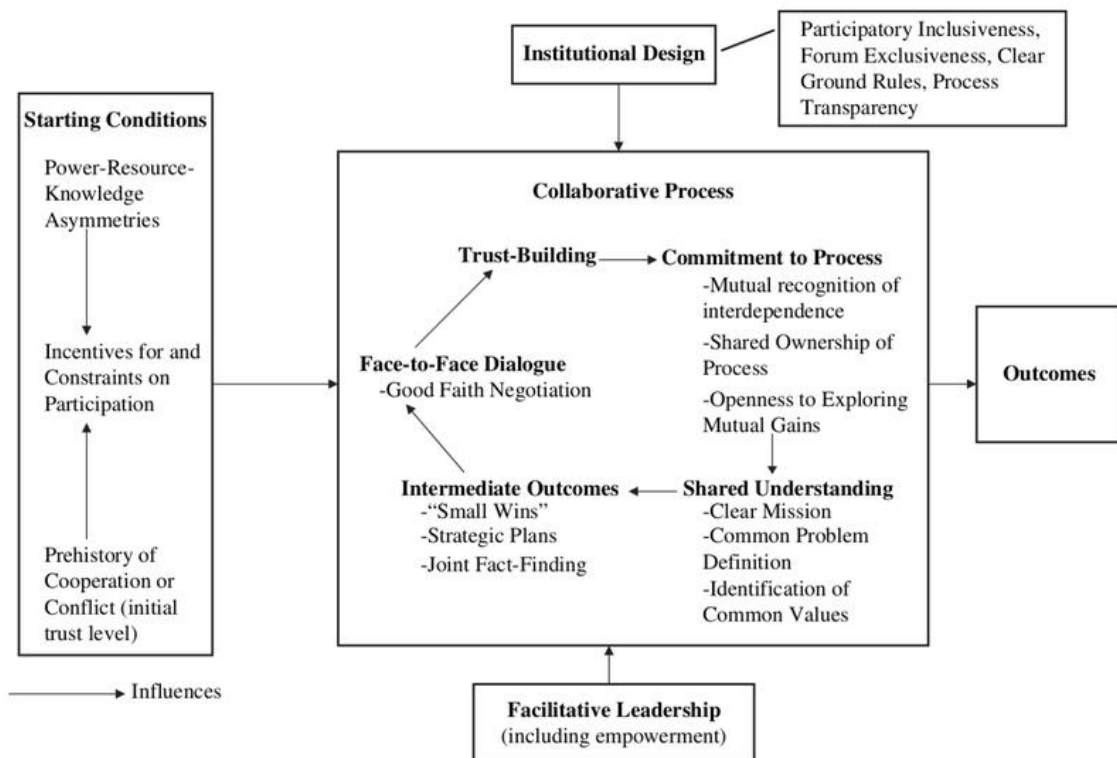 Institutional Design
Participatory Inclusiveness,
Forum Exclusiveness, Clear
Ground Rules, Process
Transparency
Starting Conditions
Power-Resource-
Knowledge
Asymmetries
Incentives for and
Constraints on
Participation
Prehistory of
Cooperation or
Conflict (initial
trust level)
Influences
Collaborative Process
Trust-Building
Commitment to Process
-Mutual recognition of
interdependence
-Shared Ownership of
Process
-Openness to Exploring
Mutual Gains
Face-to-Face Dialogue
-Good Faith Negotiation
Intermediate Outcomes
-“Small Wins”
-Strategic Plans
-Joint Fact-Finding
Shared Understanding
-Clear Mission
-Common Problem
Definition
-Identification of
Common Values
Outcomes
Facilitative Leadership
(including empowerment)